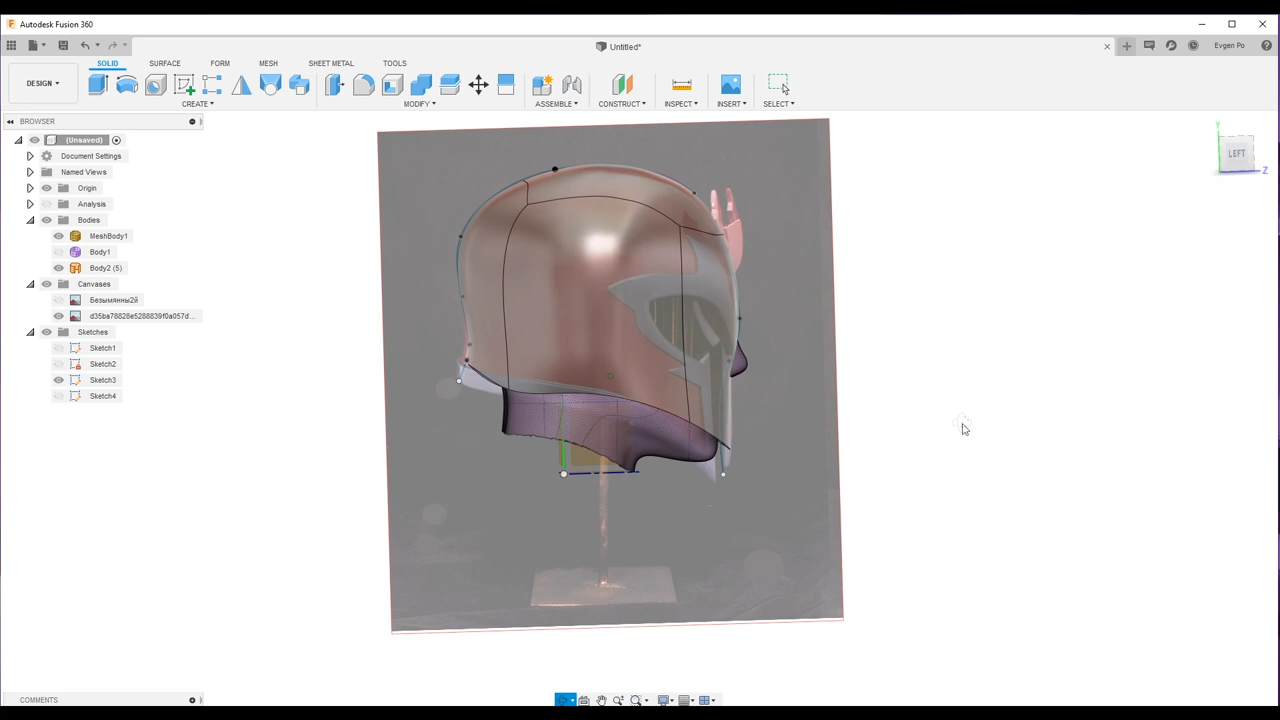 Autodesk Fusion 360
Untitled*
Evgen Po
DESIGN
SOLID SURFACE FORM MESH SHEET METAL TOOLS
CREATE MODIFY ASSEMBLE CONSTRUCT INSPECT INSERT SELECT
BROWSER
(Unsaved)
Document Settings
Named Views
Origin
Analysis
Bodies
MeshBody1
Body1
Body2 (5)
Canvases
Безымянны2й
d35ba78828e5288839f0a057d...
Sketches
Sketch1
Sketch2
Sketch3
Sketch4
Y
LEFT
Z
COMMENTS